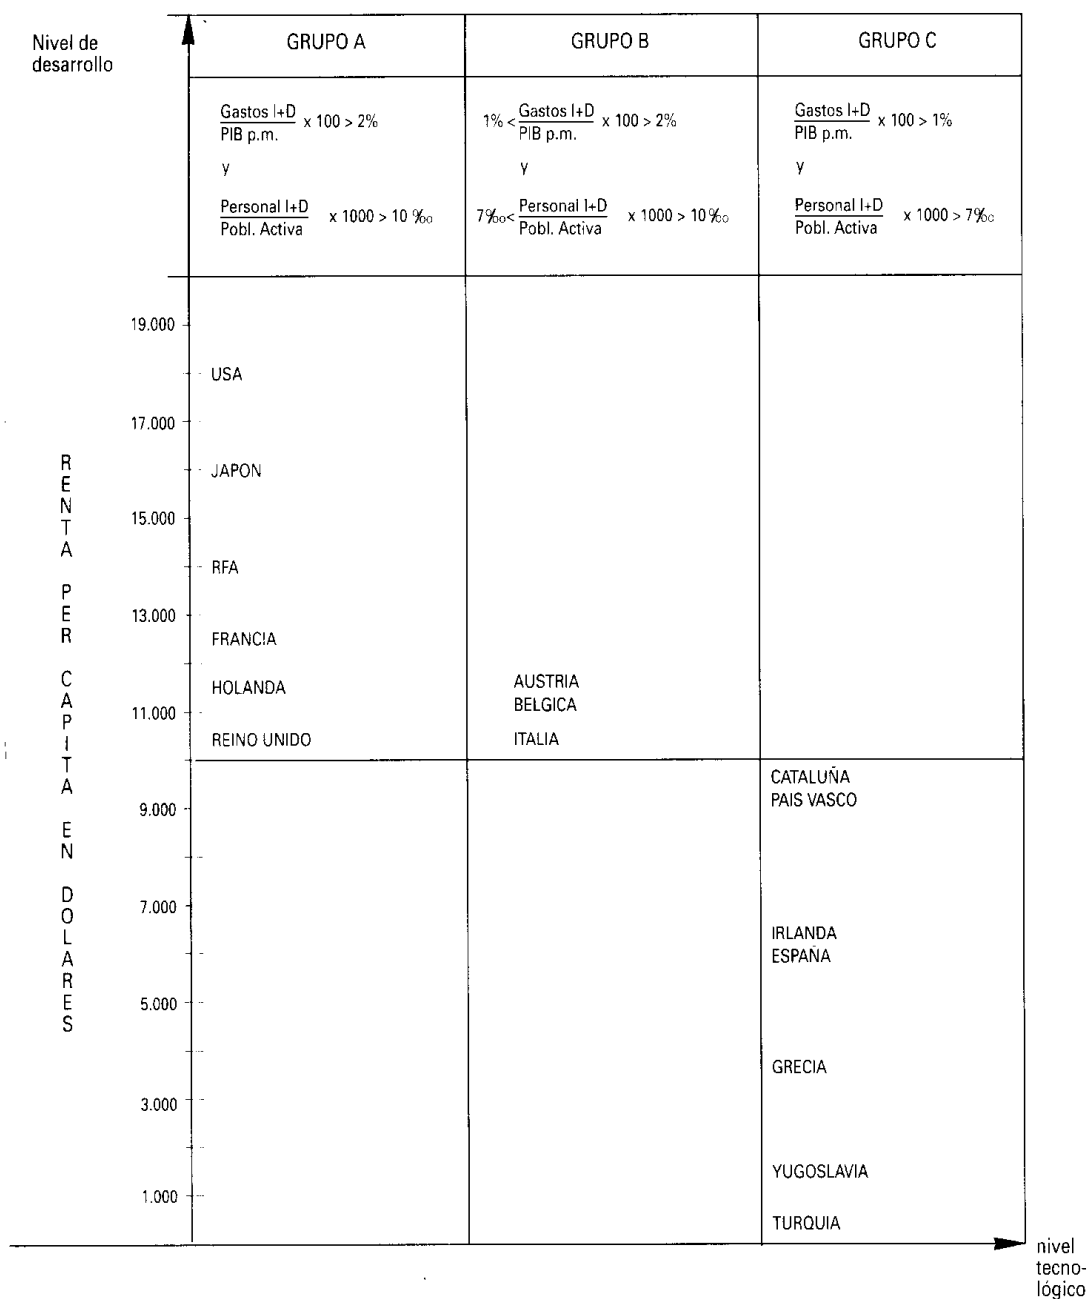 Nivel de
desarrollo
GRUPO A
GRUPO B
GRUPO C
Gastos I+D
PIB p.m.
x 100 > 2%
y
Personal I+D
Pobl. Activa
x 1000 > 10 ‰
1% <
Gastos I+D
PIB p.m.
x 100 > 2%
y
7‰<
Personal I+D
Pobl. Activa
x 1000 > 10‰
Gastos I+D
PIB p.m.
x 100 > 1%
y
Personal I+D
Pobl. Activa
x 1000 > 7‰
RENTA PER CAPITA EN DOLARES
19.000
USA
17.000
JAPON
15.000
RFA
13.000
FRANCIA
HOLANDA
AUSTRIA
BELGICA
11.000
REINO UNIDO
ITALIA
CATALUÑA
PAIS VASCO
9.000
7.000
IRLANDA
ESPAÑA
5.000
GRECIA
3.000
YUGOSLAVIA
1.000
TURQUIA
nivel
tecno-
lógico